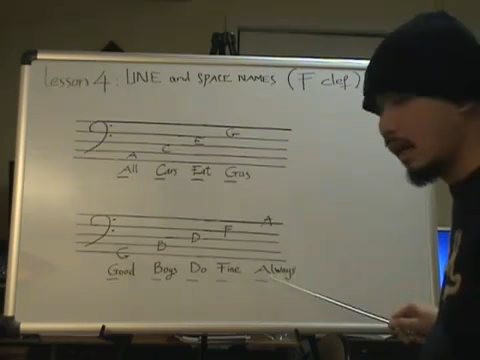 Lesson 4: LINE and SPACE NAMES (F clef)
A C E G
All Cars Eat Gas
G B D F A
Good Boys Do Fine Always